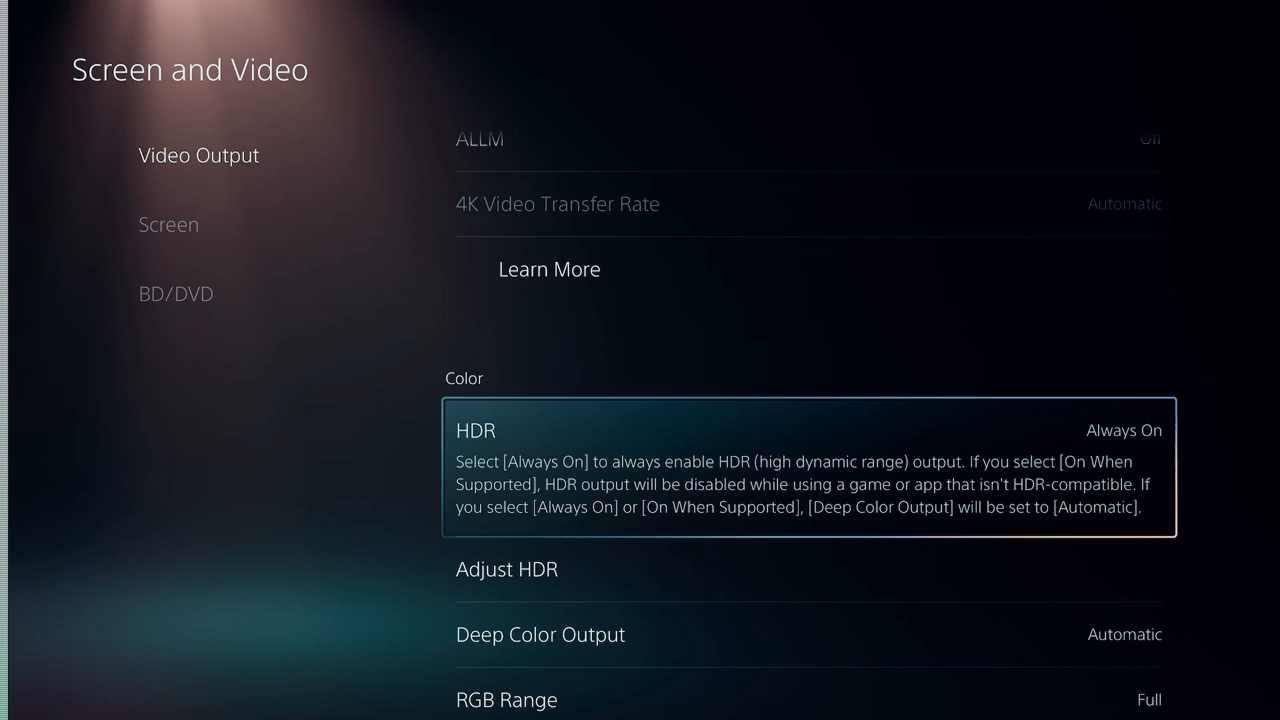 Screen and Video
Video Output
Screen
BD/DVD
ALLM Off
4K Video Transfer Rate Automatic
Learn More
Color
HDR Always On
Select [Always On] to always enable HDR (high dynamic range) output. If you select [On When
Supported], HDR output will be disabled while using a game or app that isn't HDR-compatible. If
you select [Always On] or [On When Supported], [Deep Color Output] will be set to [Automatic].
Adjust HDR
Deep Color Output Automatic
RGB Range Full